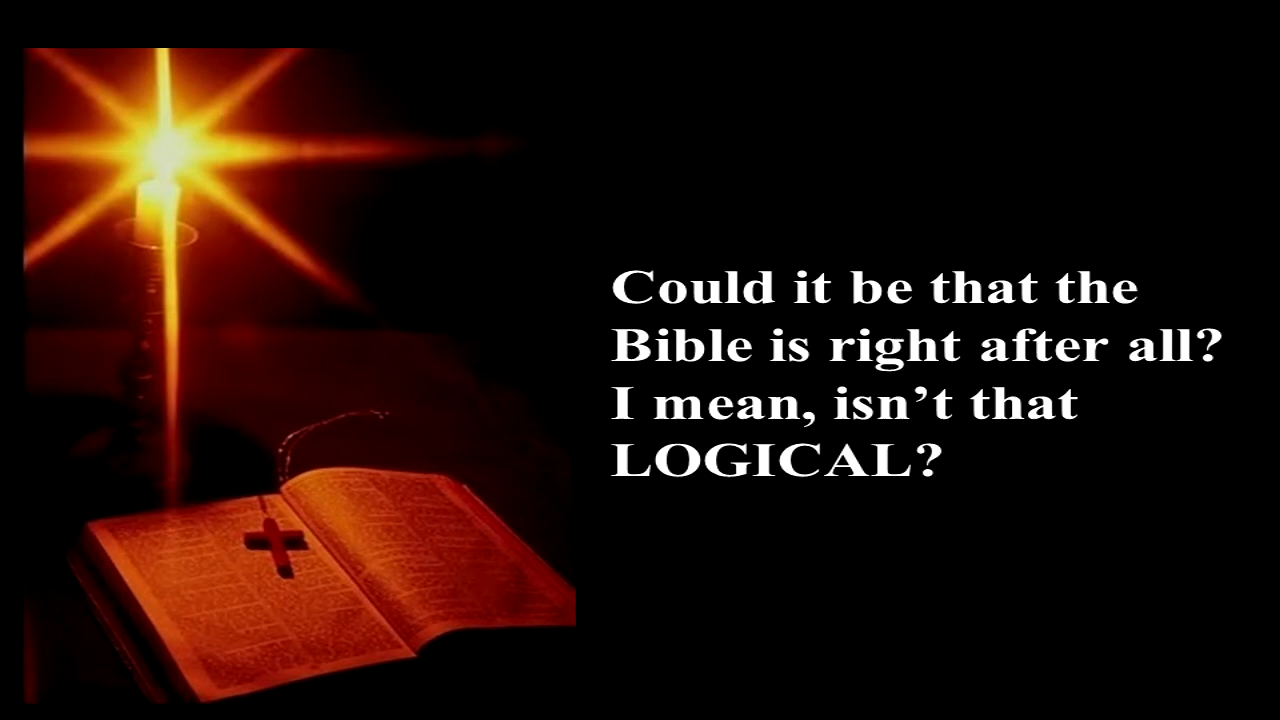 Could it be that the
Bible is right after all?
I mean, isn’t that
LOGICAL?